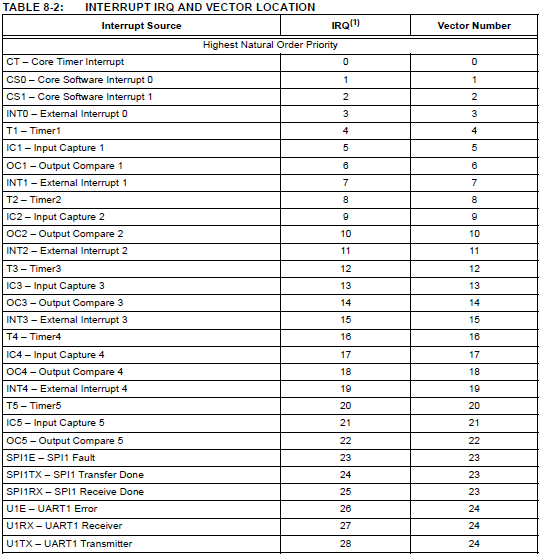 TABLE 8-2: INTERRUPT IRQ AND VECTOR LOCATION
Interrupt Source IRQ(1) Vector Number
Highest Natural Order Priority
CT – Core Timer Interrupt 0 0
CS0 – Core Software Interrupt 0 1 1
CS1 – Core Software Interrupt 1 2 2
INT0 – External Interrupt 0 3 3
T1 – Timer1 4 4
IC1 – Input Capture 1 5 5
OC1 – Output Compare 1 6 6
INT1 – External Interrupt 1 7 7
T2 – Timer2 8 8
IC2 – Input Capture 2 9 9
OC2 – Output Compare 2 10 10
INT2 – External Interrupt 2 11 11
T3 – Timer3 12 12
IC3 – Input Capture 3 13 13
OC3 – Output Compare 3 14 14
INT3 – External Interrupt 3 15 15
T4 – Timer4 16 16
IC4 – Input Capture 4 17 17
OC4 – Output Compare 4 18 18
INT4 – External Interrupt 4 19 19
T5 – Timer5 20 20
IC5 – Input Capture 5 21 21
OC5 – Output Compare 5 22 22
SPI1E – SPI1 Fault 23 23
SPI1TX – SPI1 Transfer Done 24 23
SPI1RX – SPI1 Receive Done 25 23
U1E – UART1 Error 26 24
U1RX – UART1 Receiver 27 24
U1TX – UART1 Transmitter 28 24